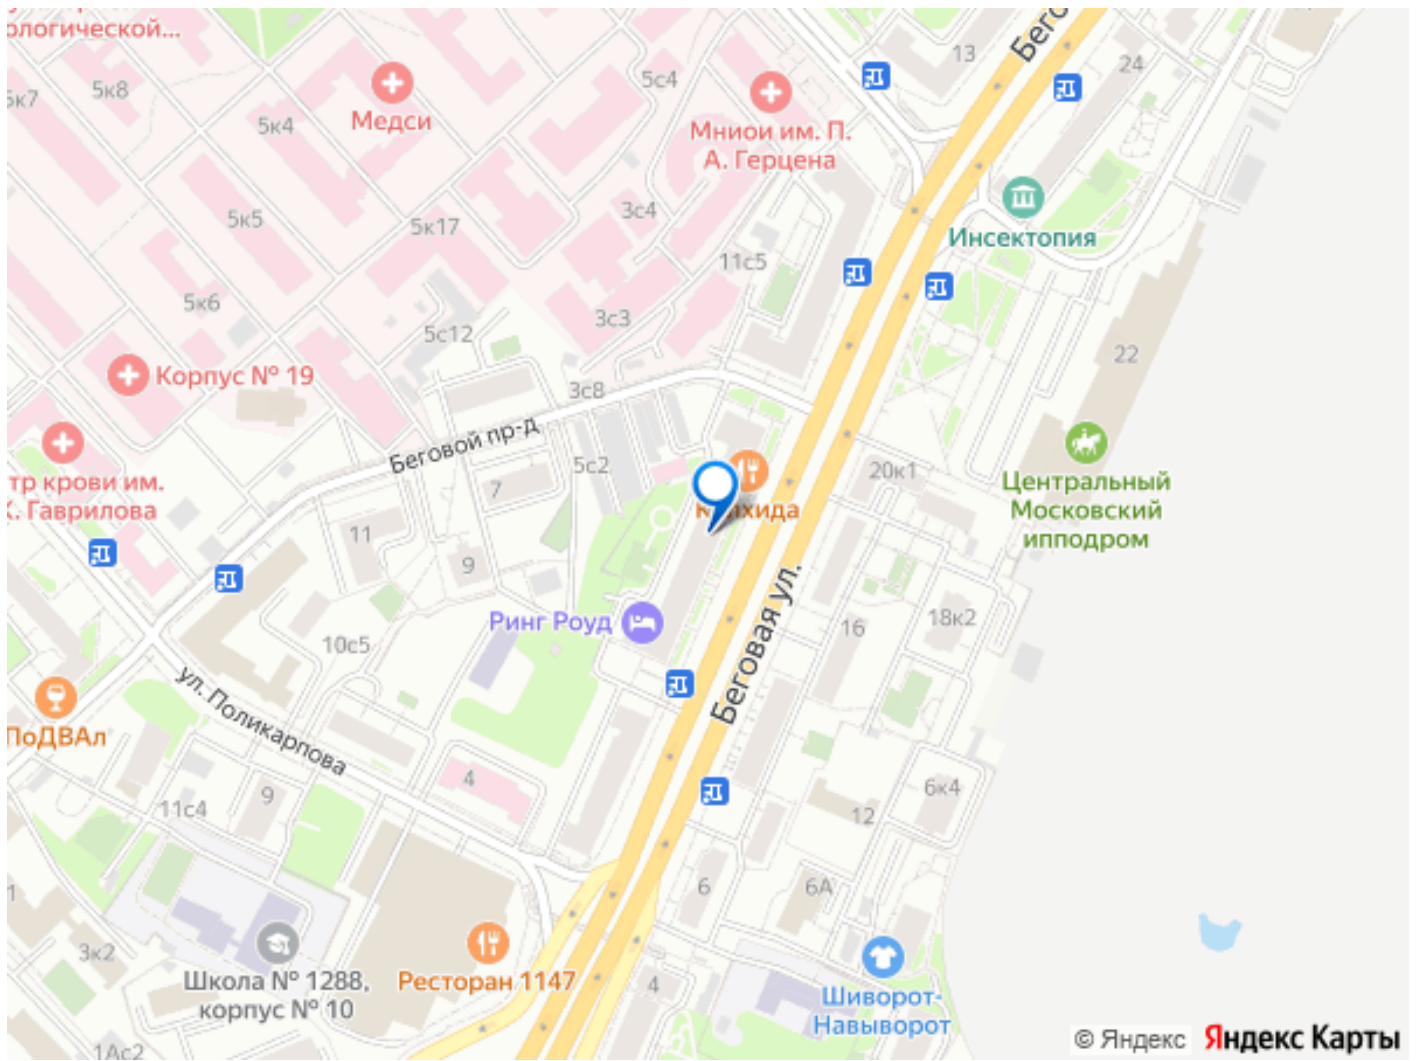 ологической...
Бего
13
24
5к7
5к8
5с4
5к4
Медси
Мниои им. П.
А. Герцена
5к5
5к17
3с4
Инсектопия
11с5
5к6
5с12
3с3
22
Корпус № 19
3с8
Беговой пр-д
5с2
20к1
7
тр крови им.
К. Гаврилова
Центральный
Московский
ипподром
11
9
Беговая ул.
Ринг Роуд
16
18к2
10с5
ул. Поликарпова
ПоДВАл
4
6к4
9
11с4
12
6
6А
3к2
Школа № 1288,
корпус № 10
Ресторан 1147
4
Шиворот-
Навыворот
1Ас2
© Яндекс Яндекс Карты